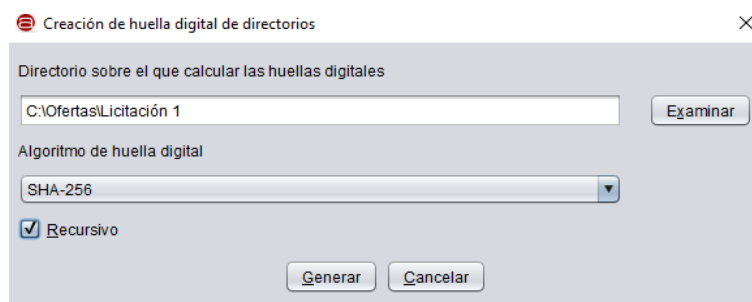 Creación de huella digital de directorios
Directorio sobre el que calcular las huellas digitales
C:\Ofertas\Licitación 1
Examinar
Algoritmo de huella digital
SHA-256
Recursivo
Generar Cancelar